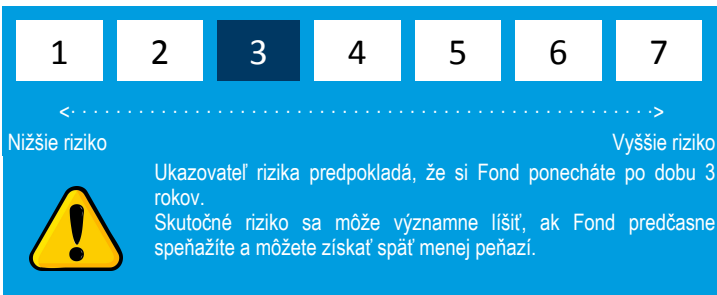 1 2 3 4 5 6 7
<· · · · · · · · · · · · · · · · · · · · · · · · · · · · · · · · · · · · · · · · · · · · · · · · · · · ·>
Nižšie riziko Vyššie riziko
Ukazovateľ rizika predpokladá, že si Fond ponecháte po dobu 3
rokov.
Skutočné riziko sa môže významne líšiť, ak Fond predčasne
speňažíte a môžete získať späť menej peňazí.